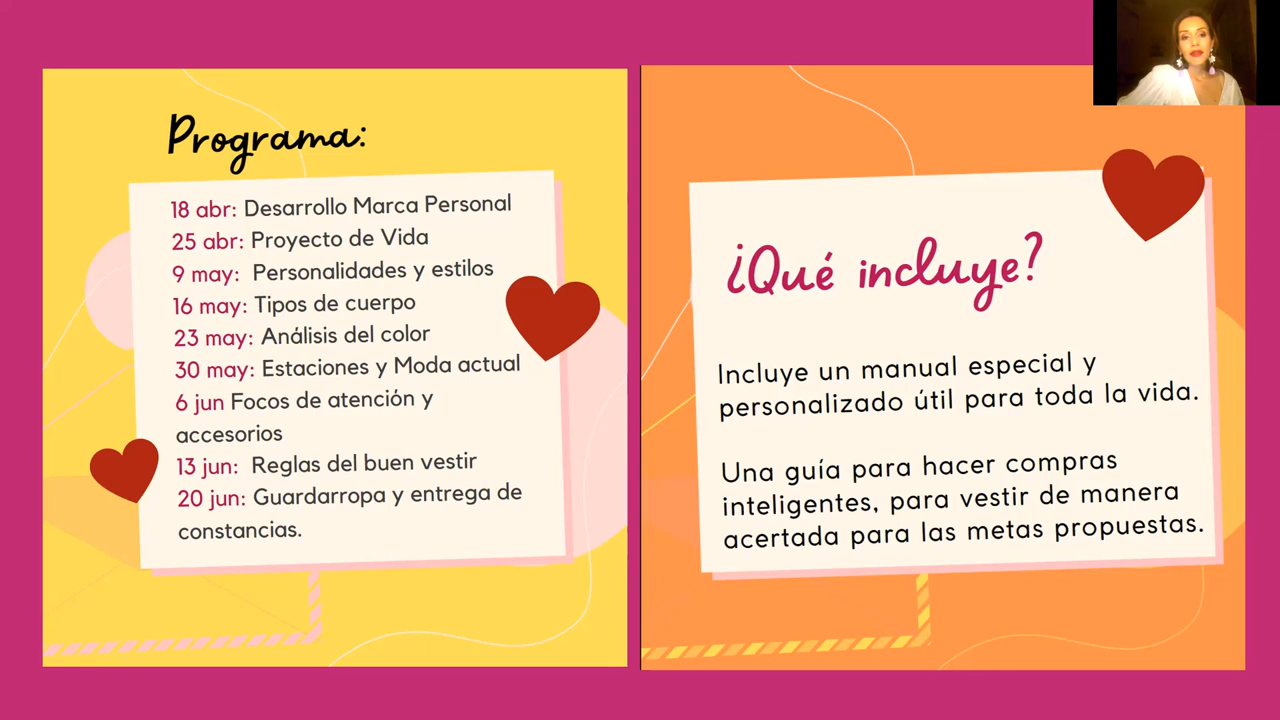 Programa:
18 abr: Desarrollo Marca Personal
25 abr: Proyecto de Vida
9 may: Personalidades y estilos
16 may: Tipos de cuerpo
23 may: Análisis del color
30 may: Estaciones y Moda actual
6 jun Focos de atención y
accesorios
13 jun: Reglas del buen vestir
20 jun: Guardarropa y entrega de
constancias.
¿Qué incluye?
Incluye un manual especial y
personalizado útil para toda la vida.
Una guía para hacer compras
inteligentes, para vestir de manera
acertada para las metas propuestas.